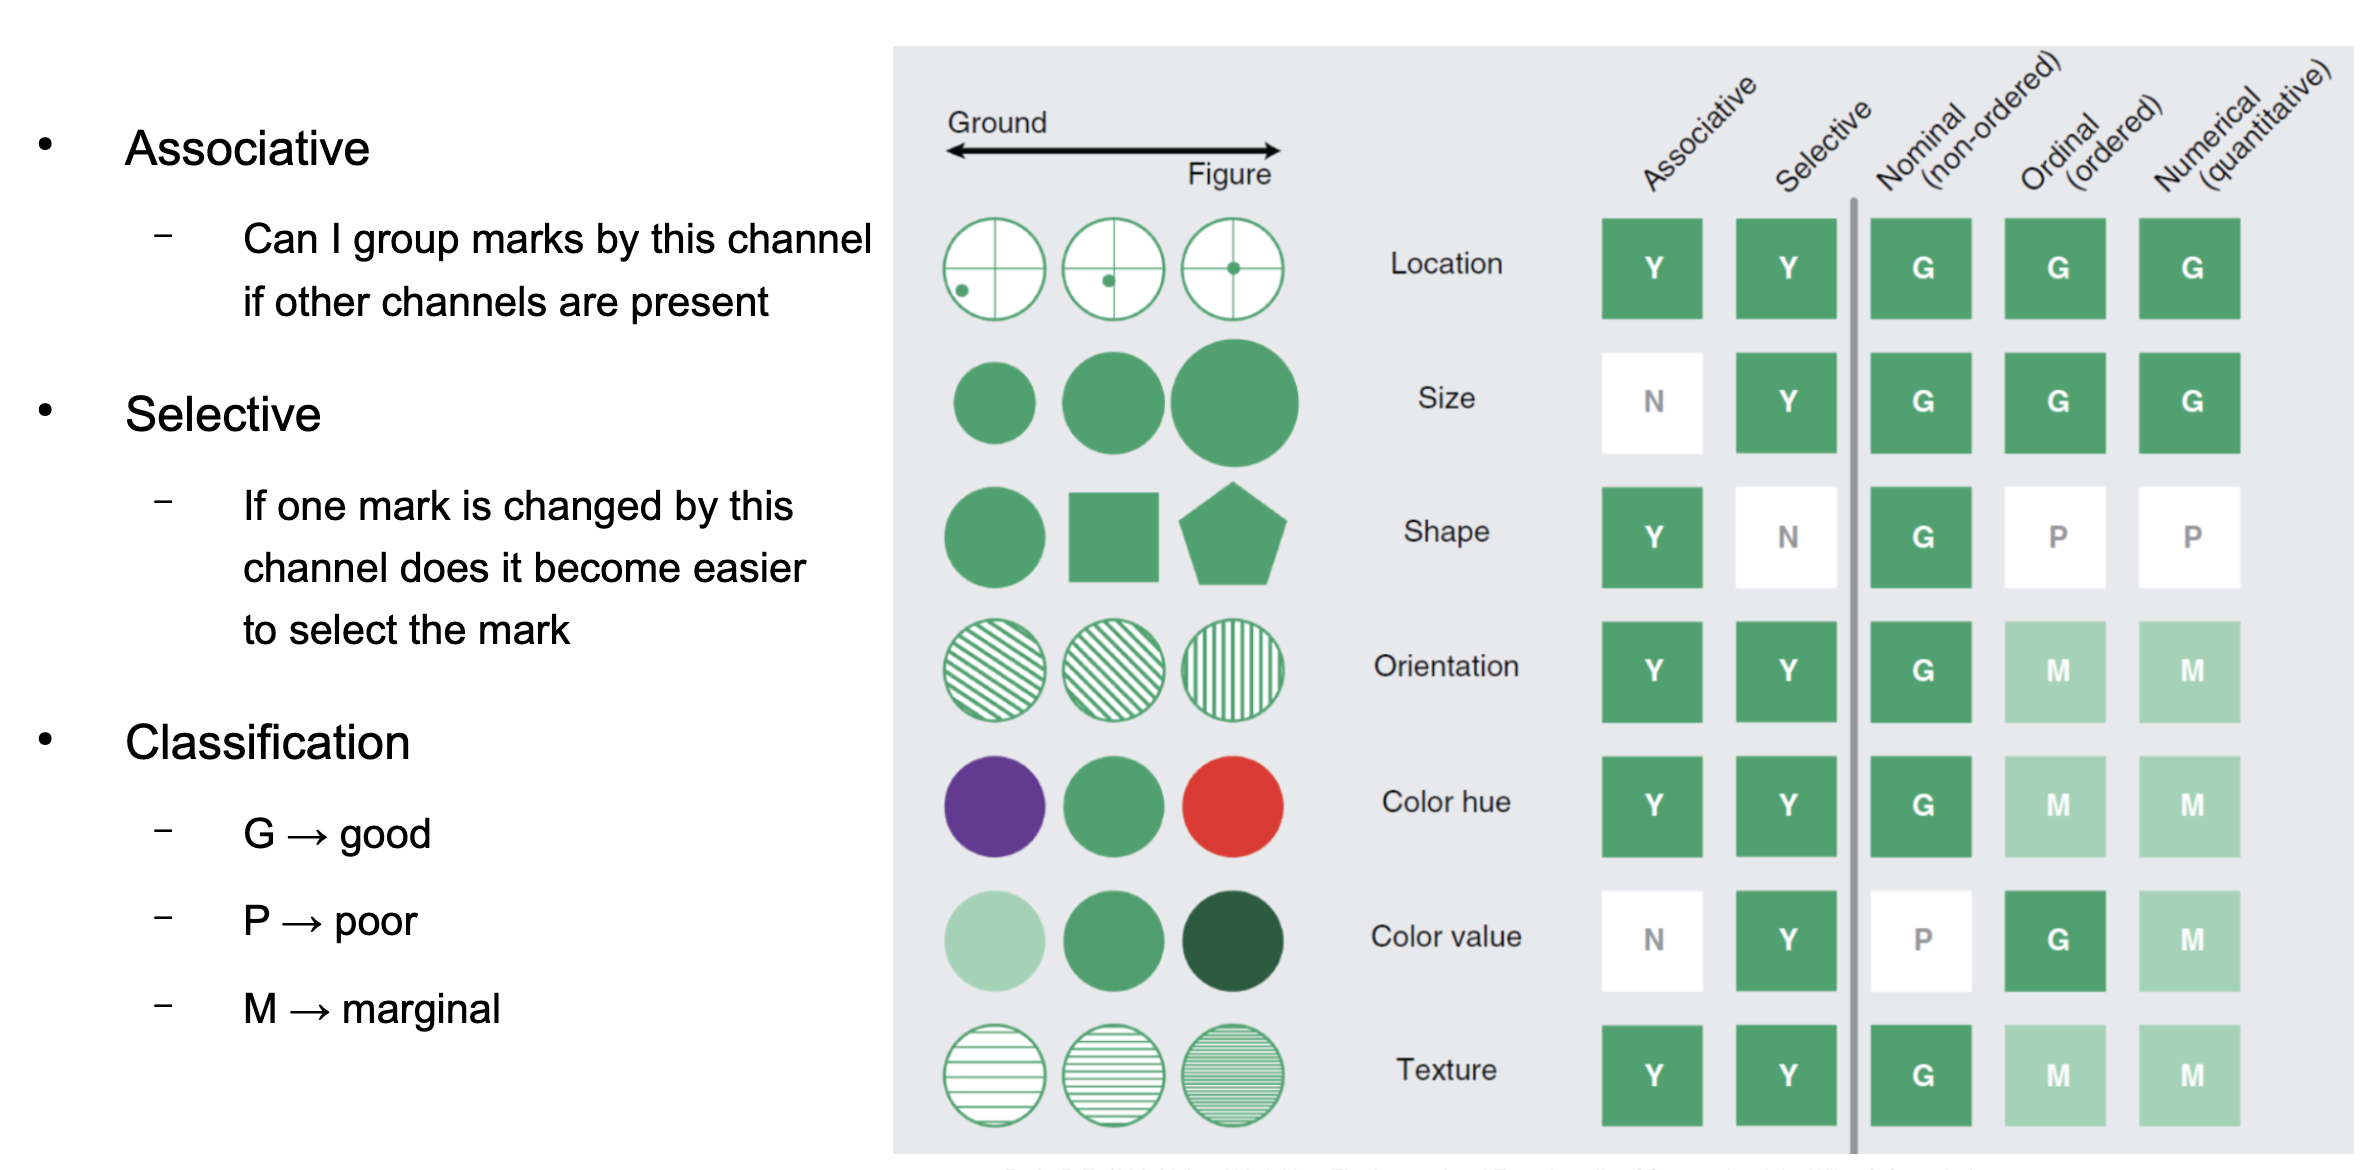 • Associative
– Can I group marks by this channel
if other channels are present
• Selective
– If one mark is changed by this
channel does it become easier
to select the mark
• Classification
– G → good
– P → poor
– M → marginal
Ground
Figure
Associative
Selective
Nominal
(non-ordered)
Ordinal
(ordered)
Numerical
(quantitative)
Location Y Y G G G
Size N Y G G G
Shape Y N G P P
Orientation Y Y G M M
Color hue Y Y G M M
Color value N Y P G M
Texture Y Y G M M